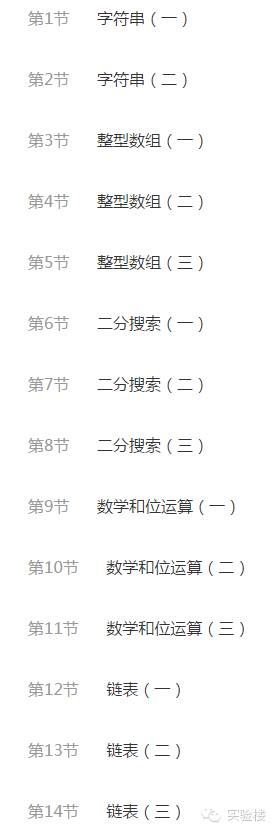 第1节 字符串（一）
第2节 字符串（二）
第3节 整型数组（一）
第4节 整型数组（二）
第5节 整型数组（三）
第6节 二分搜索（一）
第7节 二分搜索（二）
第8节 二分搜索（三）
第9节 数学和位运算（一）
第10节 数学和位运算（二）
第11节 数学和位运算（三）
第12节 链表（一）
第13节 链表（二）
第14节 链表（三）
实验楼